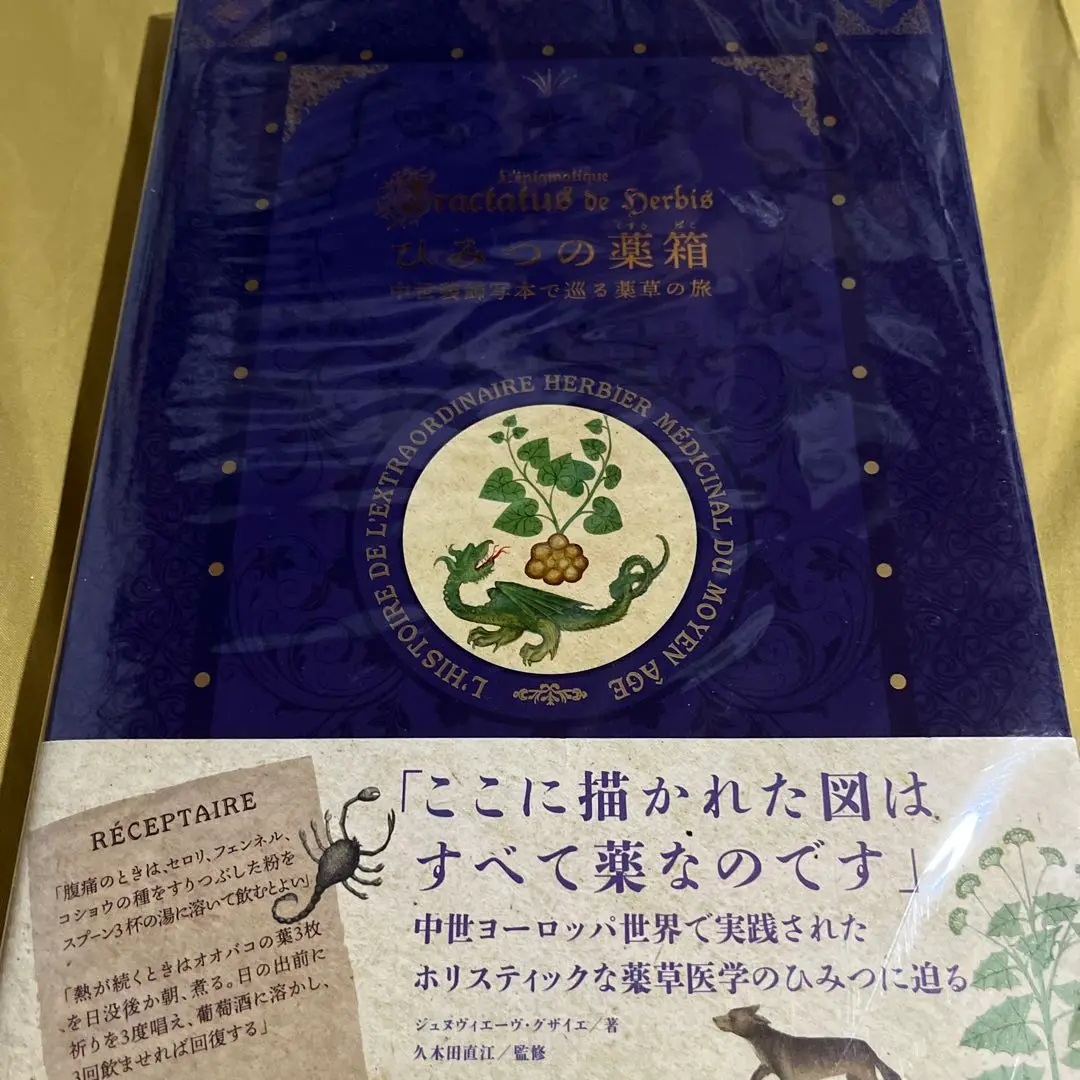 L'énigmatique
Tractatus de Herbis
くすり ばこ
ひみつの薬箱
中世装飾写本で巡る薬草の旅
L'HISTOIRE DE L'EXTRAORDINAIRE HERBIER MÉDICINAL DU MOYEN ÂGE
RÉCEPTAIRE
「腹痛のときは、セロリ、フェンネル、
コショウの種をすりつぶした粉を
スプーン3杯の湯に溶いて飲むとよい」
「熱が続くときはオオバコの葉3枚
を日没後か朝、煮る。日の出前に
祈りを3度唱え、葡萄酒に溶かし、
3回飲ませれば回復する」
「ここに描かれた図は
すべて薬なのです」
中世ヨーロッパ世界で実践された
ホリスティックな薬草医学のひみつに迫る
ジュヌヴィエーヴ・グザイエ／著
久木田直江／監修